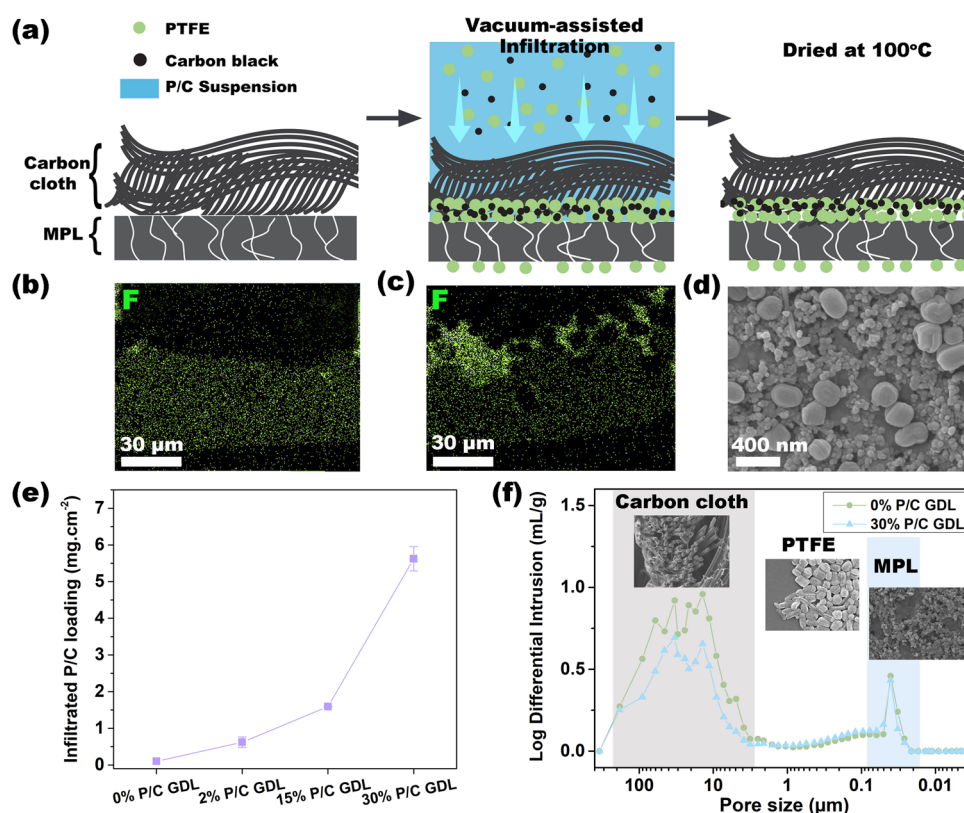 (a)
PTFE
Carbon black
P/C Suspension
Vacuum-assisted
Infiltration
Dried at 100°C
Carbon
cloth
MPL
(b)
F
30 µm
(c)
F
30 µm
(d)
400 nm
(e)
Infiltrated P/C loading (mg.cm⁻²)
6
5
4
3
2
1
0
0% P/C GDL
2% P/C GDL
15% P/C GDL
30% P/C GDL
(f)
Log Differential Intrusion (mL/g)
1.5
1.0
0.5
0.0
Carbon cloth
0% P/C GDL
30% P/C GDL
PTFE
MPL
100
10
1
0.1
0.01
Pore size (µm)